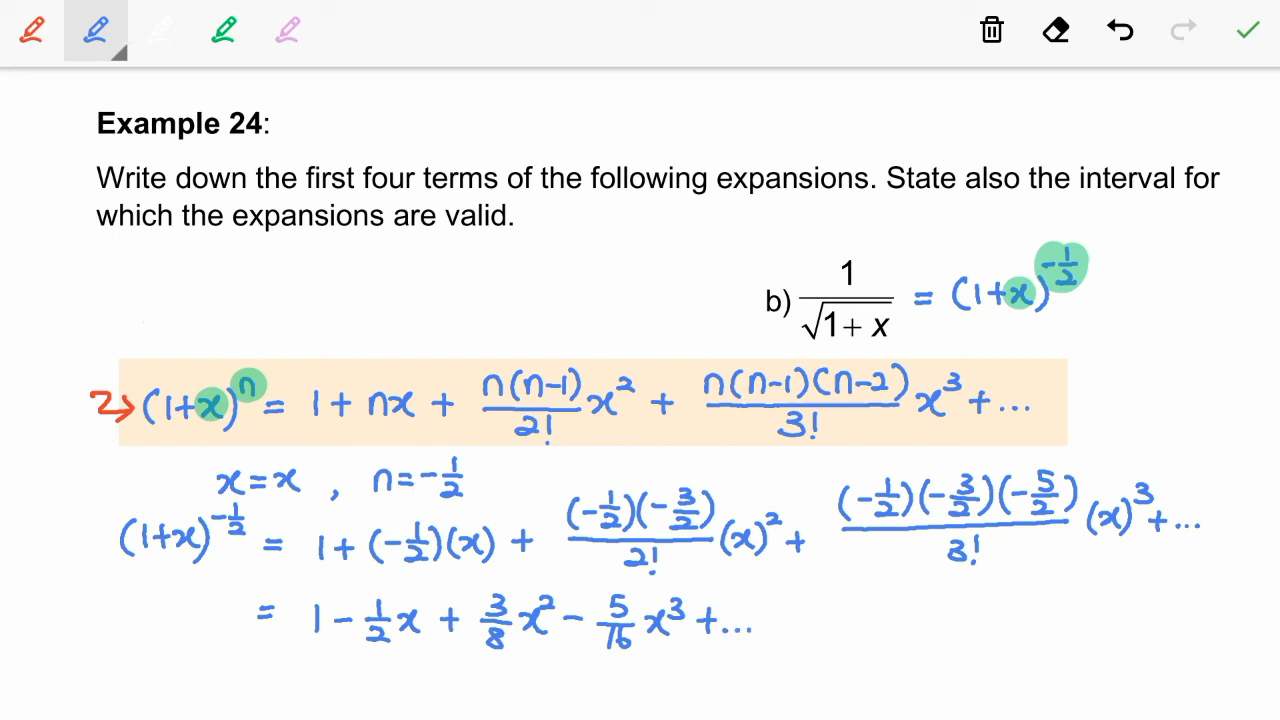 Example 24:
Write down the first four terms of the following expansions. State also the interval for
which the expansions are valid.
b) 1/√(1 + x) = (1+x)^(-1/2)
2→ (1+x)^n = 1 + nx + n(n-1)/2! x² + n(n-1)(n-2)/3! x³ + ...
x = x , n = -1/2
(1+x)^(-1/2) = 1 + (-1/2)(x) + (-1/2)(-3/2)/2! (x)² + (-1/2)(-3/2)(-5/2)/3! (x)³ + ...
= 1 - 1/2 x + 3/8 x² - 5/16 x³ + ...